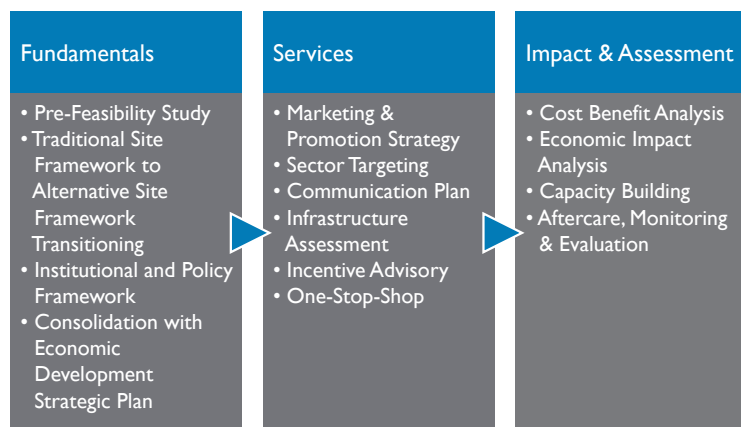 Fundamentals
• Pre-Feasibility Study
• Traditional Site
Framework to
Alternative Site
Framework
Transitioning
• Institutional and Policy
Framework
• Consolidation with
Economic
Development
Strategic Plan
Services
• Marketing &
Promotion Strategy
• Sector Targeting
• Communication Plan
• Infrastructure
Assessment
• Incentive Advisory
• One-Stop-Shop
Impact & Assessment
• Cost Benefit Analysis
• Economic Impact
Analysis
• Capacity Building
• Aftercare, Monitoring
& Evaluation